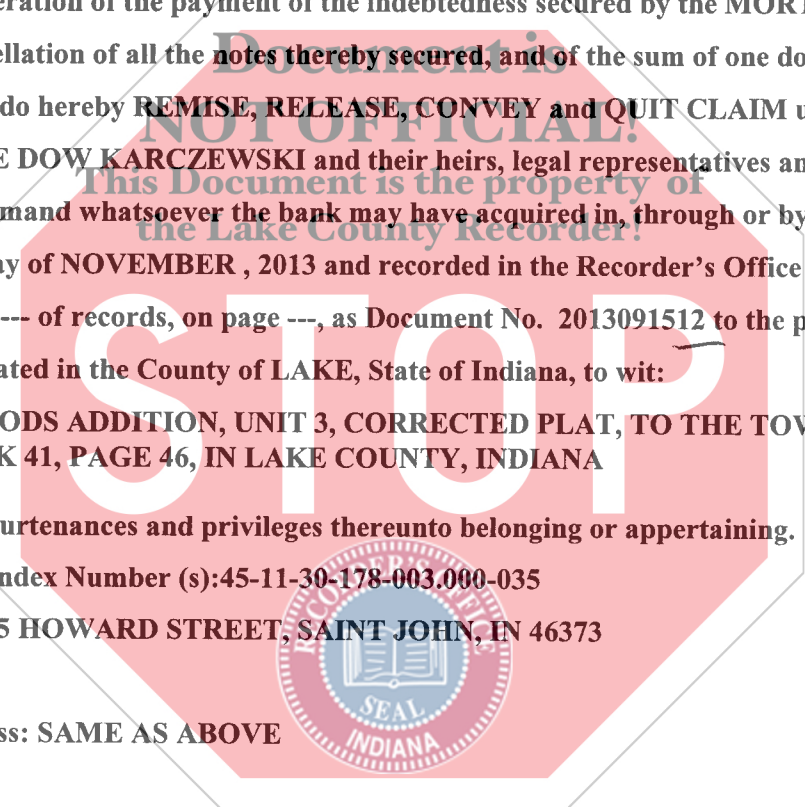 eration of the payment of the indebtedness secured by the MORT
Document is
ellation of all the notes thereby secured, and of the sum of one do
do hereby REMISE, RELEASE, CONVEY and QUIT CLAIM u
NOT OFFICIAL!
E DOW KARCZEWSKI and their heirs, legal representatives an
This Document is the property of
mand whatsoever the bank may have acquired in, through or by
the Lake County Recorder!
ay of NOVEMBER , 2013 and recorded in the Recorder's Office
--- of records, on page ---, as Document No. 2013091512 to the p
STOP
ated in the County of LAKE, State of Indiana, to wit:
ODS ADDITION, UNIT 3, CORRECTED PLAT, TO THE TOW
K 41, PAGE 46, IN LAKE COUNTY, INDIANA
urtenances and privileges thereunto belonging or appertaining.
ndex Number (s):45-11-30-178-003.000-035
5 HOWARD STREET, SAINT JOHN, IN 46373
RECORDER'S OFFICE
SEAL
INDIANA
ss: SAME AS ABOVE